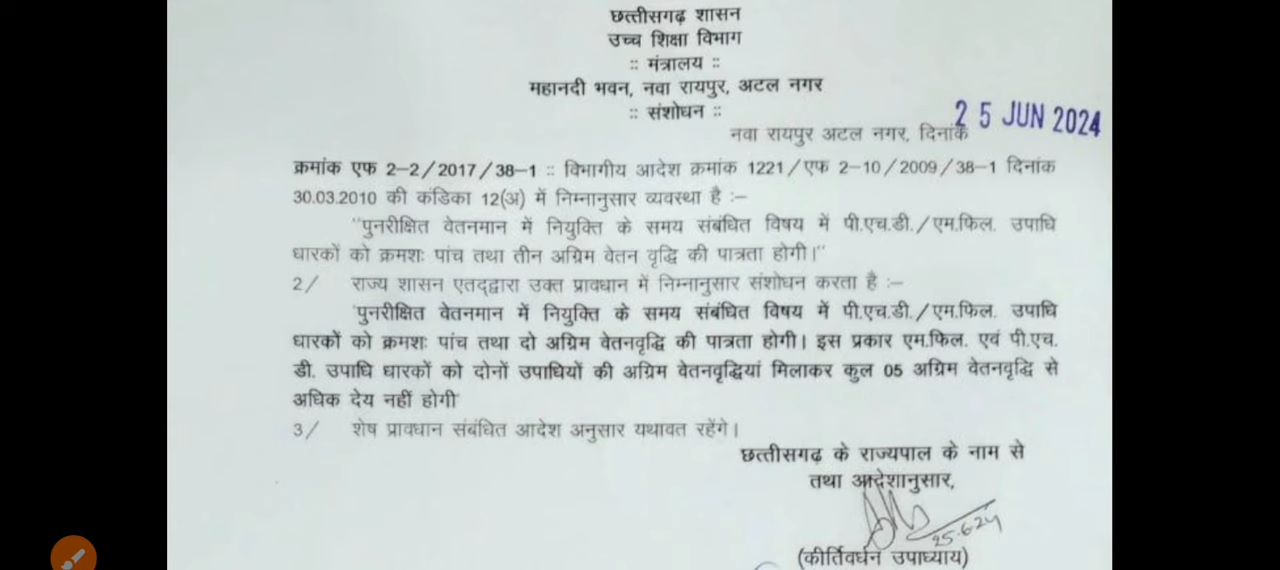 छत्तीसगढ़ शासन
उच्च शिक्षा विभाग
:: मंत्रालय ::
महानदी भवन, नवा रायपुर, अटल नगर
:: संशोधन ::
25 JUN 2024
नवा रायपुर अटल नगर, दिनांक
क्रमांक एफ 2-2/2017/38-1 :: विभागीय आदेश क्रमांक 1221/एफ 2-10/2009/38-1 दिनांक
30.03.2010 की कंडिका 12(अ) में निम्नानुसार व्यवस्था है :-
"पुनरीक्षित वेतनमान में नियुक्ति के समय संबंधित विषय में पी.एच.डी./एम.फिल. उपाधि
धारकों को क्रमशः पांच तथा तीन अग्रिम वेतन वृद्धि की पात्रता होगी।"
2/ राज्य शासन एतद्द्वारा उक्त प्रावधान में निम्नानुसार संशोधन करता है :-
'पुनरीक्षित वेतनमान में नियुक्ति के समय संबंधित विषय में पी.एच.डी./एम.फिल. उपाधि
धारकों को क्रमशः पांच तथा दो अग्रिम वेतनवृद्धि की पात्रता होगी। इस प्रकार एम.फिल. एवं पी.एच.
डी. उपाधि धारकों को दोनों उपाधियों की अग्रिम वेतनवृद्धियां मिलाकर कुल 05 अग्रिम वेतनवृद्धि से
अधिक देय नहीं होगी'
3/ शेष प्रावधान संबंधित आदेश अनुसार यथावत रहेंगे।
छत्तीसगढ़ के राज्यपाल के नाम से
तथा आदेशानुसार,
25.6.24
(कीर्तिवर्धन उपाध्याय)